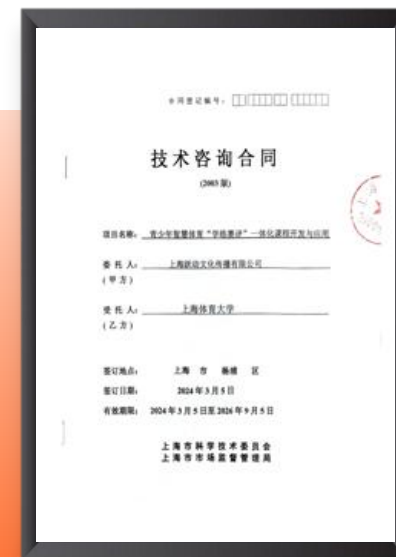 合同登记编号：
技术咨询合同
(2003版)
项目名称： 青少年智慧体育“学练赛评”一体化课程开发与应用
委托人： 上海跃动文化传播有限公司
(甲方)
受托人： 上海体育大学
(乙方)
签订地点： 上海 市 杨浦 区
签订日期： 2024年3月5日
有效期限： 2024年3月5日至2026年9月5日
上海市科学技术委员会
上海市市场监督管理局